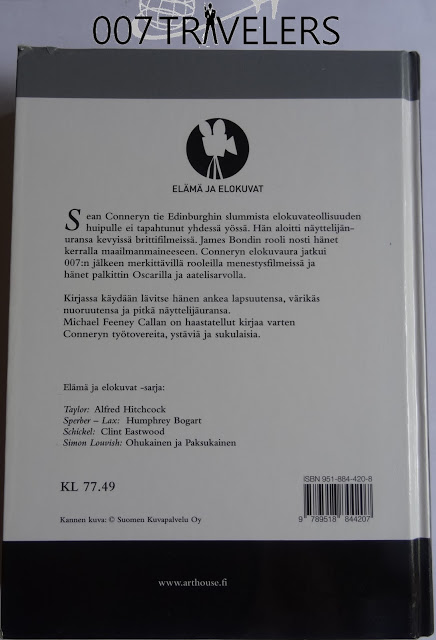 007 TRAVELERS
ELÄMÄ JA ELOKUVAT
Sean Conneryn tie Edinburghin slummista elokuvateollisuuden
huipulle ei tapahtunut yhdessä yössä. Hän aloitti näyttelijän-
uransa kevyissä brittifilmeissä. James Bondin rooli nosti hänet
kerralla maailmanmaineeseen. Conneryn elokuvaura jatkui
007:n jälkeen merkittävillä rooleilla menestysfilmeissä ja
hänet palkittiin Oscarilla ja aatelisarvolla.
Kirjassa käydään lävitse hänen ankea lapsuutensa, värikäs
nuoruutensa ja pitkä näyttelijäuransa.
Michael Feeney Callan on haastatellut kirjaa varten
Conneryn työtovereita, ystäviä ja sukulaisia.
Elämä ja elokuvat -sarja:
Taylor: Alfred Hitchcock
Sperber – Lax: Humphrey Bogart
Schickel: Clint Eastwood
Simon Louvish: Ohukainen ja Paksukainen
KL 77.49
ISBN 951-884-420-8
9 789518 844207
Kannen kuva: © Suomen Kuvapalvelu Oy
www.arthouse.fi